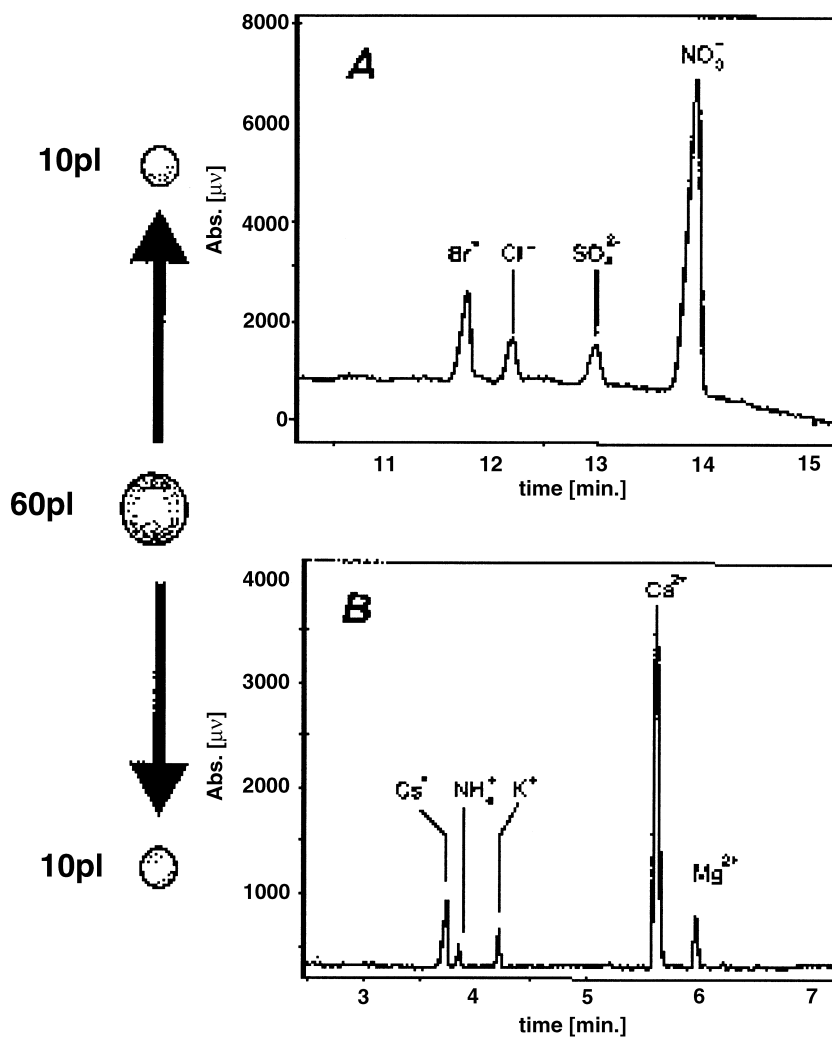 8000
A
NO₃⁻
6000
10pl
Abs. [μv]
4000
Br⁻
Cl⁻
SO₄²⁻
2000
0
11 12 13 14 15
time [min.]
60pl
4000
B
Ca²⁺
3000
Abs. [μv]
2000
Cs⁺
NH₄⁺
K⁺
10pl
1000
Mg²⁺
3 4 5 6 7
time [min.]